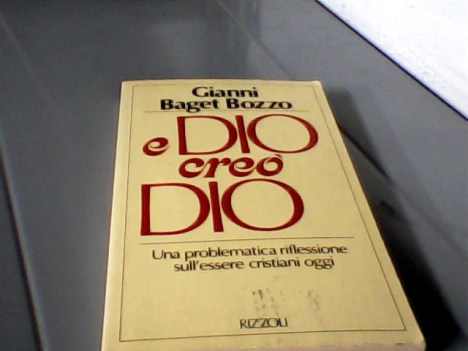 Gianni
Baget Bozzo
e DIO
creò
DIO
Una problematica riflessione
sull'essere cristiani oggi
RIZZOLI